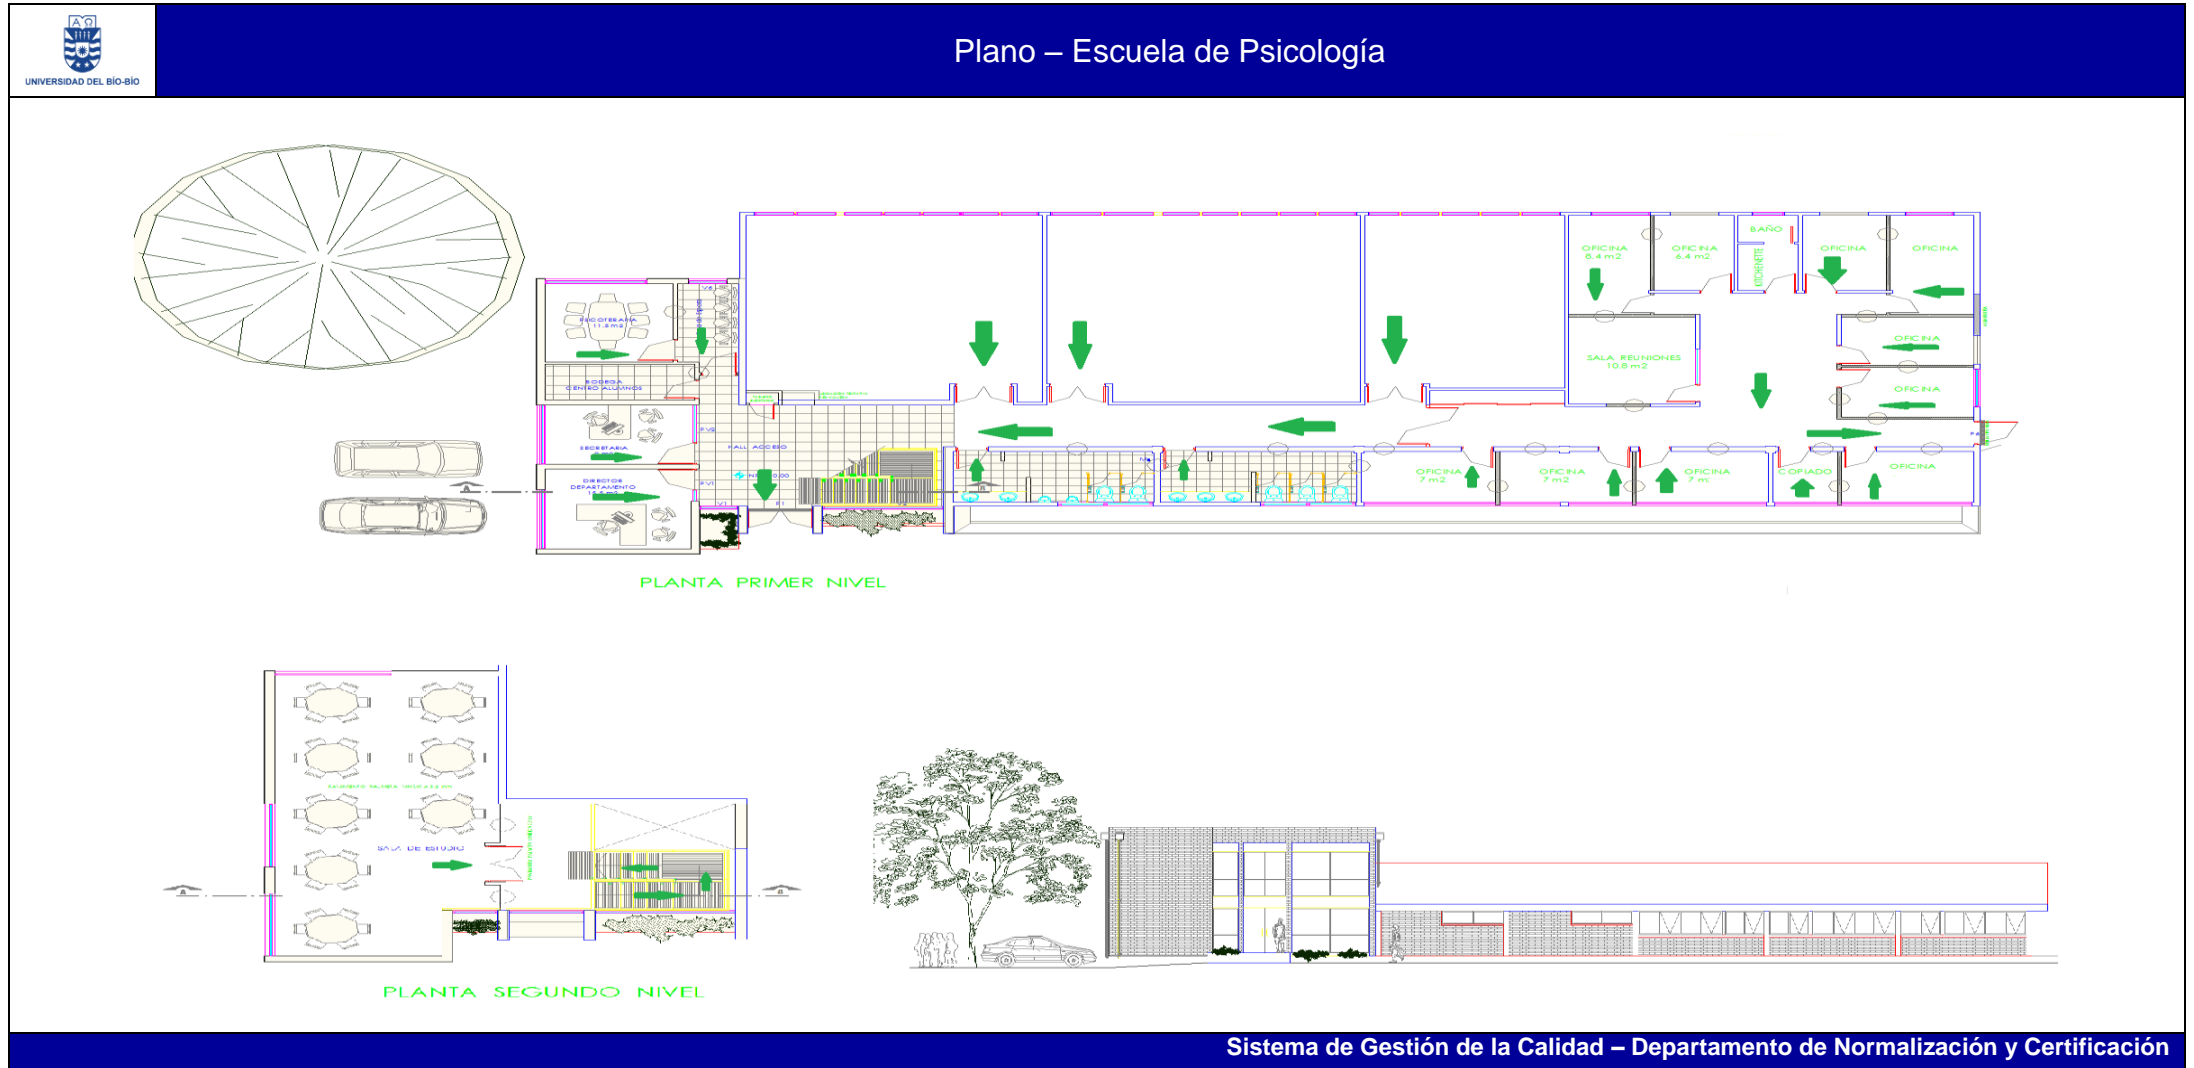 UNIVERSIDAD DEL BÍO-BÍO
Plano – Escuela de Psicología
OFICINA
8.4 m2
OFICINA
6.4 m2
BAÑO
KITCHENETTE
OFICINA
OFICINA
PSICOTERAPIA
11.5 m2
BODEGA
CENTRO ALUMNOS
SALA REUNIONES
10.8 m2
OFICINA
OFICINA
SECRETARIA
HALL ACCESO
DIRECTOR
DEPARTAMENTO
OFICINA
7 m2
OFICINA
7 m2
OFICINA
7 m
COPIADO
OFICINA
PLANTA PRIMER NIVEL
SALA DE ESTUDIO
PLANTA SEGUNDO NIVEL
Sistema de Gestión de la Calidad – Departamento de Normalización y Certificación